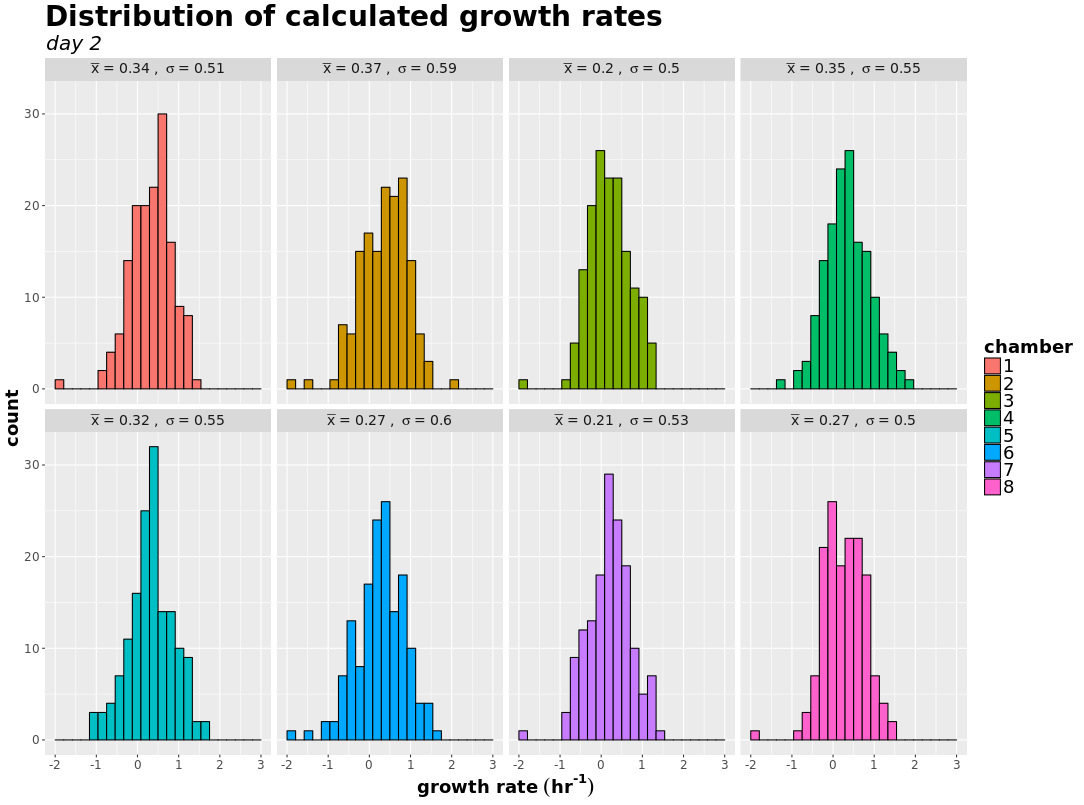 Distribution of calculated growth rates
day 2
x̅ = 0.34 , σ = 0.51
x̅ = 0.37 , σ = 0.59
x̅ = 0.2 , σ = 0.5
x̅ = 0.35 , σ = 0.55
30
20
10
0
x̅ = 0.32 , σ = 0.55
x̅ = 0.27 , σ = 0.6
x̅ = 0.21 , σ = 0.53
x̅ = 0.27 , σ = 0.5
30
20
10
0
-2 -1 0 1 2 3
-2 -1 0 1 2 3
-2 -1 0 1 2 3
-2 -1 0 1 2 3
count
growth rate (hr⁻¹)
chamber
1
2
3
4
5
6
7
8